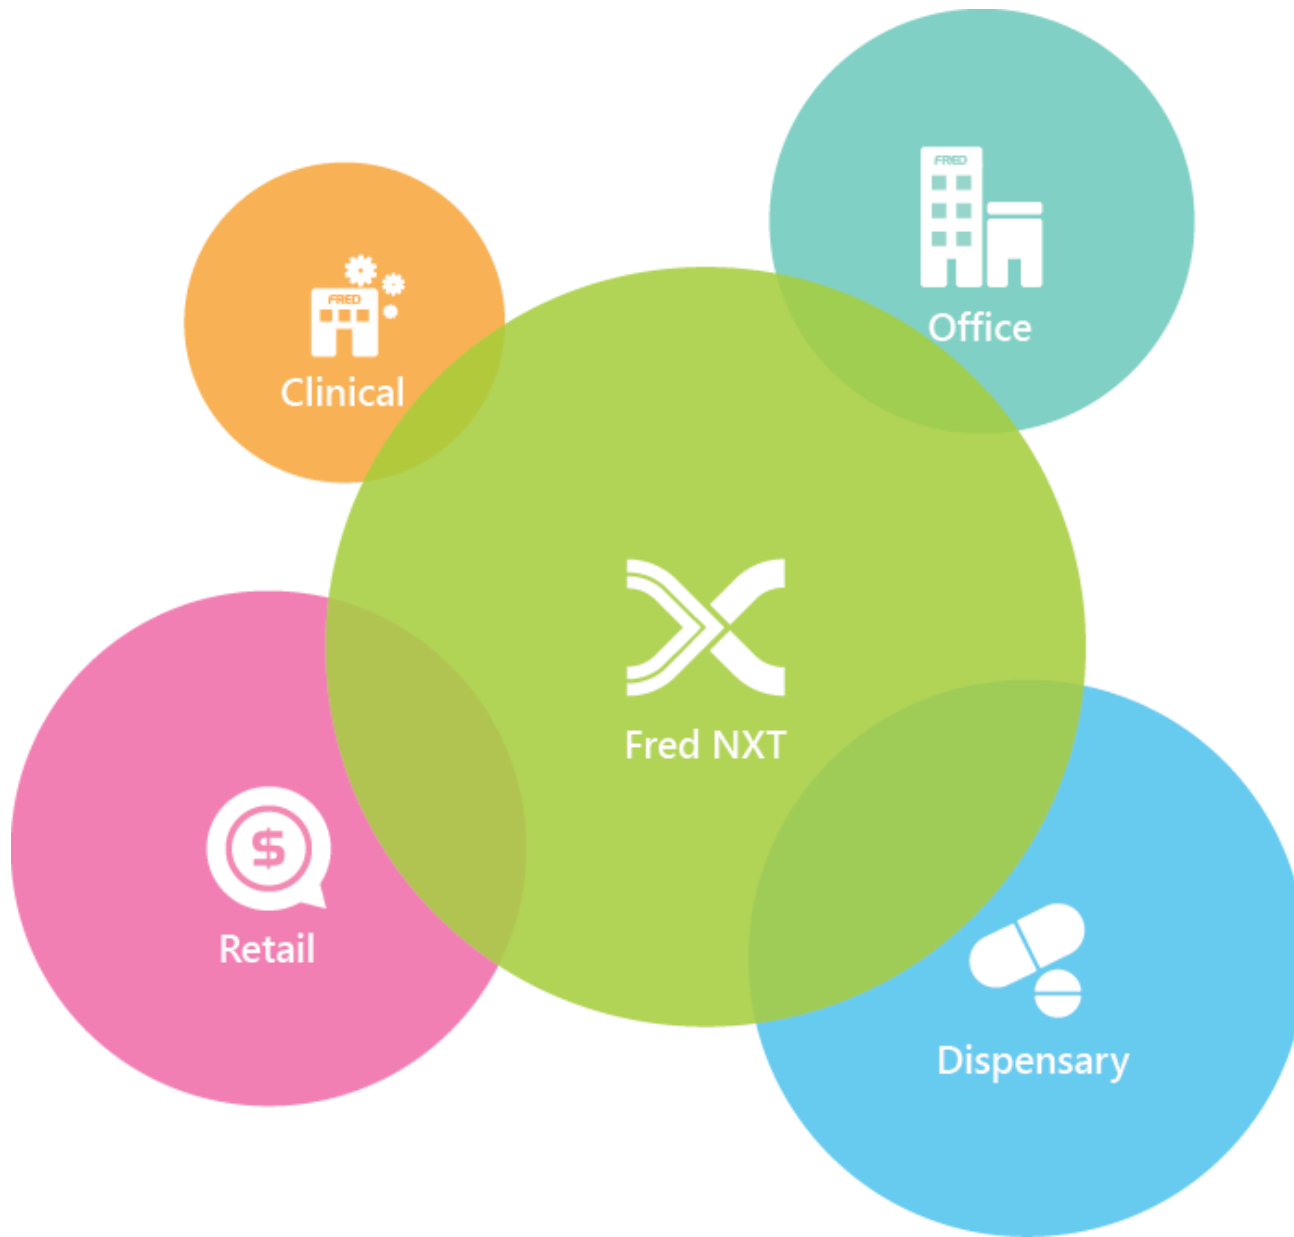 FRED
Office
FRED
Clinical
Fred NXT
$
Retail
Dispensary